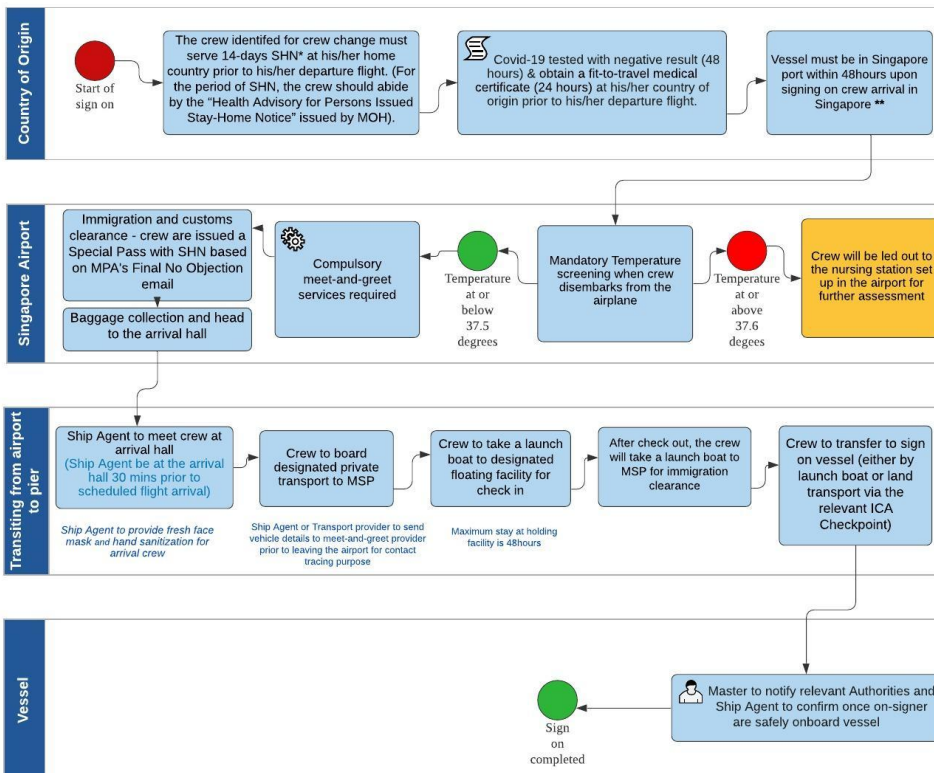 Country of Origin
Start of
sign on
The crew identifed for crew change must
serve 14-days SHN* at his/her home
country prior to his/her departure flight. (For
the period of SHN, the crew should abide
by the “Health Advisory for Persons Issued
Stay-Home Notice” issued by MOH).
Covid-19 tested with negative result (48
hours) & obtain a fit-to-travel medical
certificate (24 hours) at his/her country of
origin prior to his/her departure flight.
Vessel must be in Singapore
port within 48hours upon
signing on crew arrival in
Singapore **
Singapore Airport
Immigration and customs
clearance - crew are issued a
Special Pass with SHN based
on MPA's Final No Objection
email
Baggage collection and head
to the arrival hall
Compulsory
meet-and-greet
services required
Temperature
at or
below
37.5
degrees
Mandatory Temperature
screening when crew
disembarks from the
airplane
Temperature
at or
above
37.6
degees
Crew will be led out to
the nursing station set
up in the airport for
further assessment
Transiting from airport
to pier
Ship Agent to meet crew at
arrival hall
(Ship Agent be at the arrival
hall 30 mins prior to
scheduled flight arrival)
Ship Agent to provide fresh face
mask and hand sanitization for
arrival crew
Crew to board
designated private
transport to MSP
Ship Agent or Transport provider to send
vehicle details to meet-and-greet provider
prior to leaving the airport for contact
tracing purpose
Crew to take a launch
boat to designated
floating facility for
check in
Maximum stay at holding
facility is 48hours
After check out, the crew
will take a launch boat to
MSP for immigration
clearance
Crew to transfer to sign
on vessel (either by
launch boat or land
transport via the
relevant ICA
Checkpoint)
Vessel
Sign
on
completed
Master to notify relevant Authorities and
Ship Agent to confirm once on-signer
are safely onboard vessel